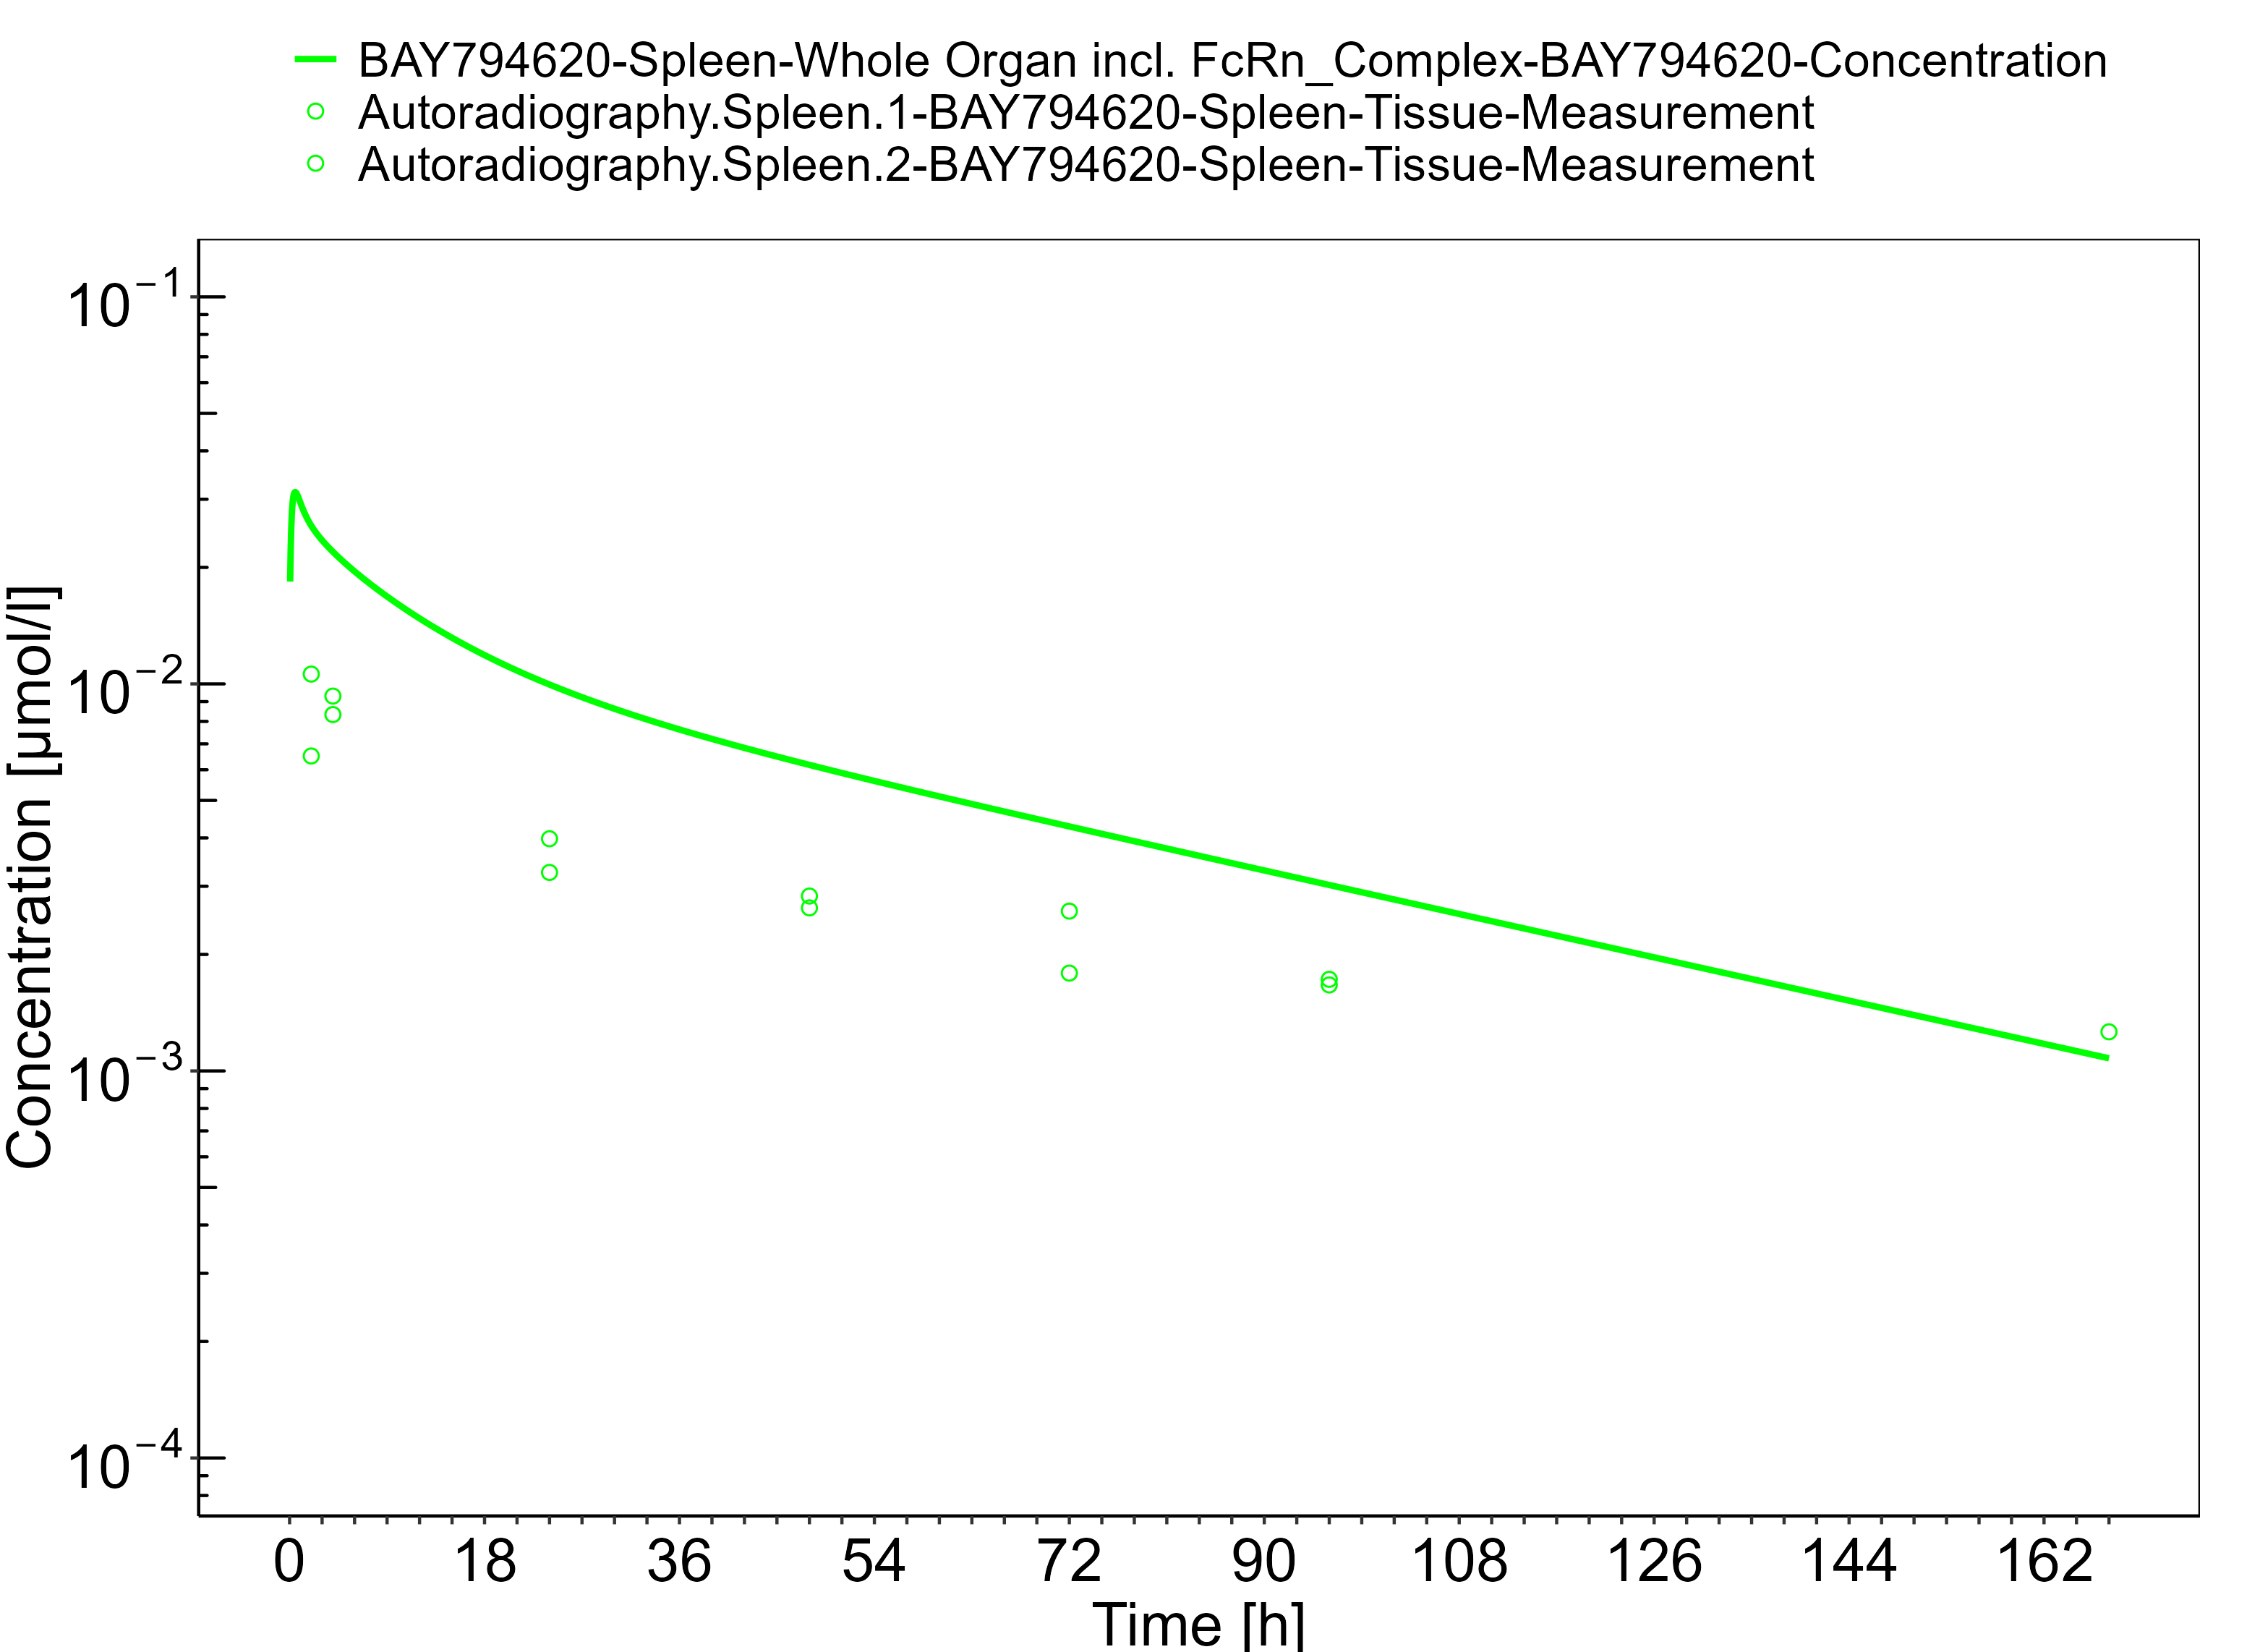 BAY794620-Spleen-Whole Organ incl. FcRn_Complex-BAY794620-Concentration
Autoradiography.Spleen.1-BAY794620-Spleen-Tissue-Measurement
Autoradiography.Spleen.2-BAY794620-Spleen-Tissue-Measurement
10⁻¹
10⁻²
10⁻³
10⁻⁴
Concentration [µmol/l]
0 18 36 54 72 90 108 126 144 162
Time [h]